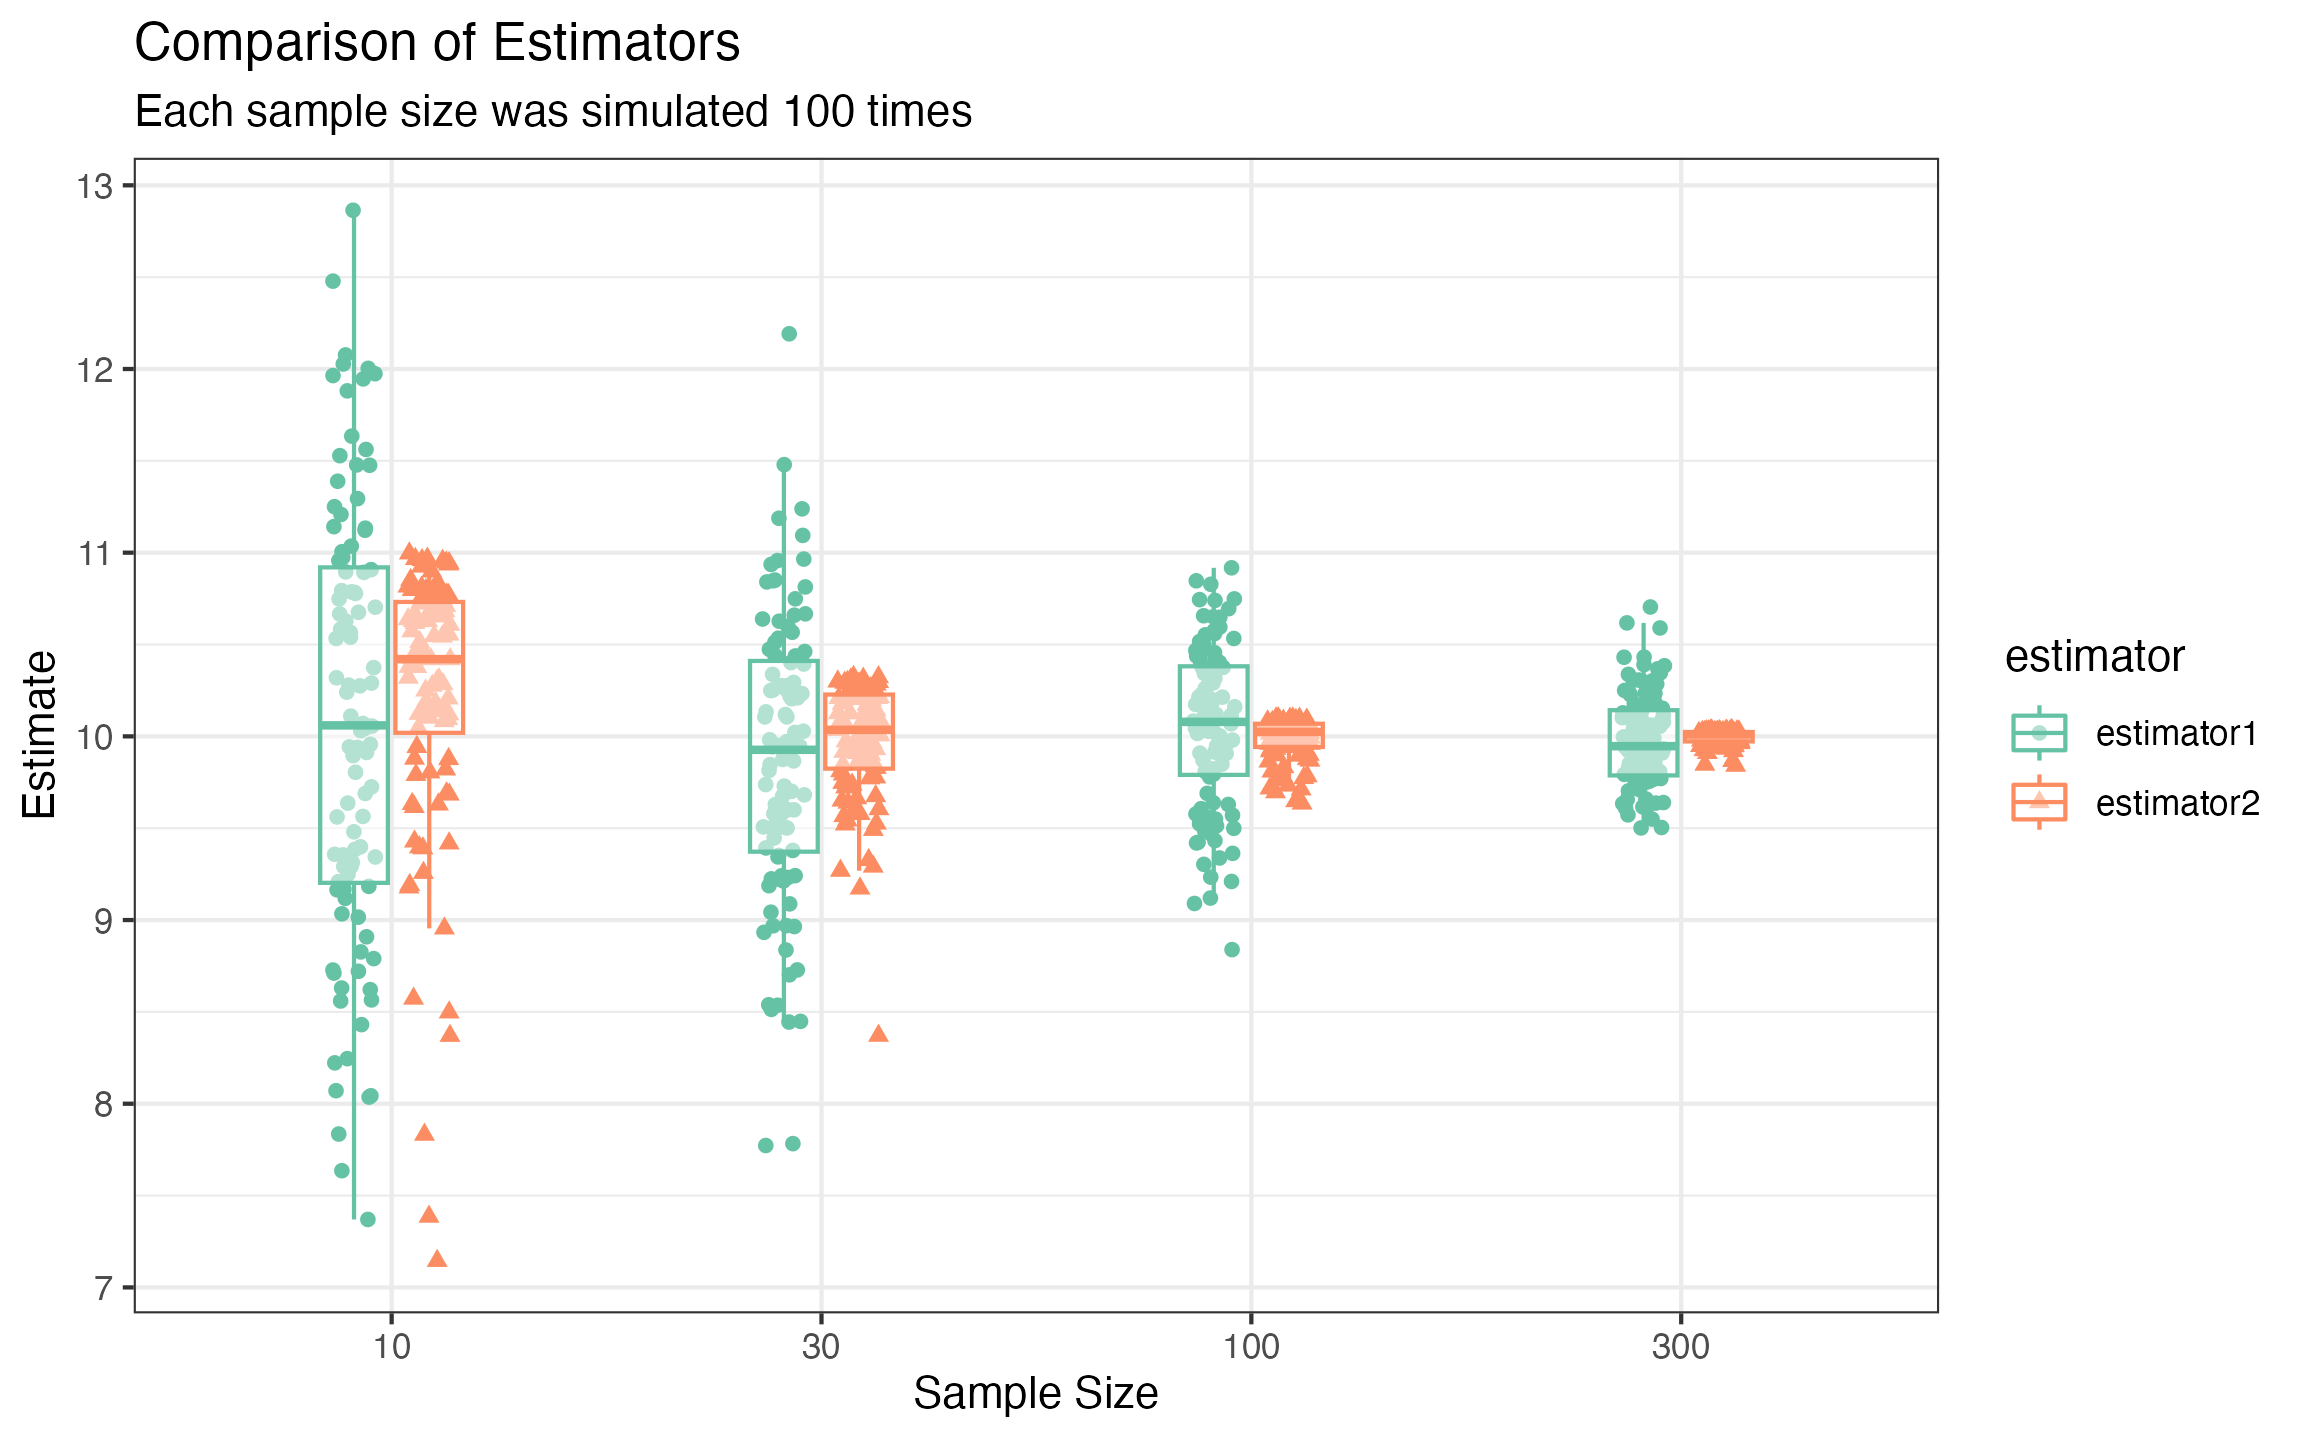 Comparison of Estimators
Each sample size was simulated 100 times
13
12
11
10
9
8
7
Estimate
10 30 100 300
Sample Size
estimator
estimator1
estimator2